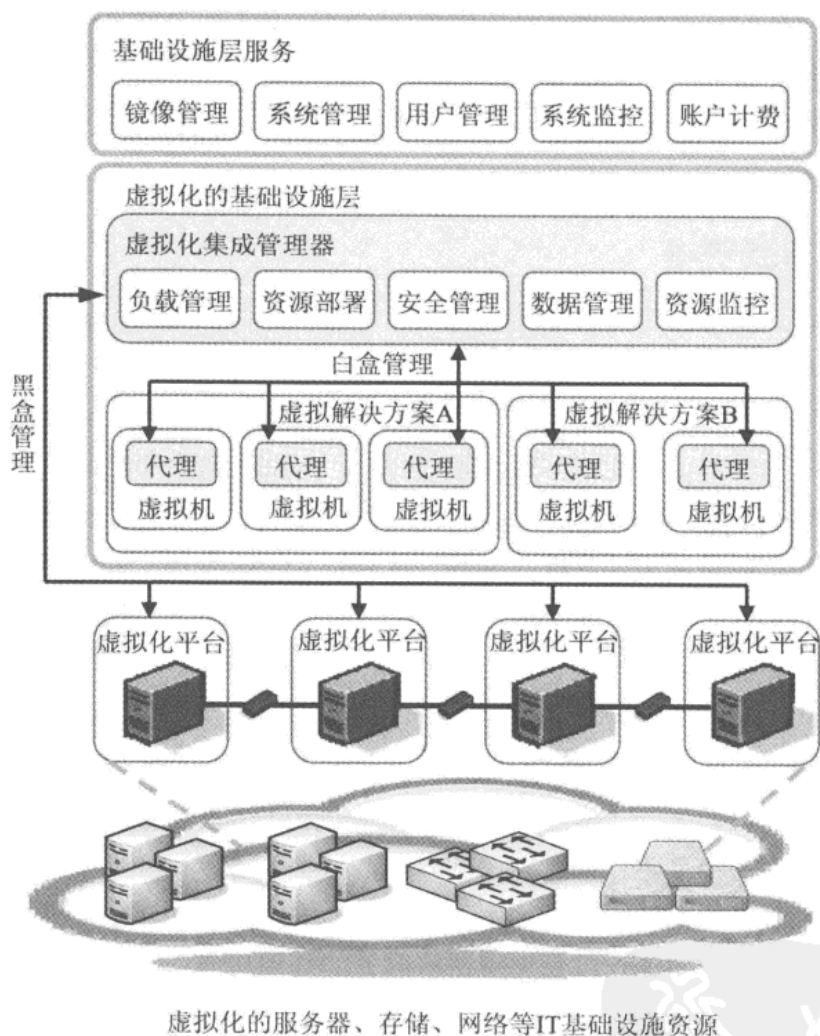 基础设施层服务
镜像管理 系统管理 用户管理 系统监控 账户计费
虚拟化的基础设施层
虚拟化集成管理器
负载管理 资源部署 安全管理 数据管理 资源监控
白盒管理
黑盒管理
虚拟解决方案A 虚拟解决方案B
代理 代理 代理 代理 代理
虚拟机 虚拟机 虚拟机 虚拟机 虚拟机
虚拟化平台 虚拟化平台 虚拟化平台 虚拟化平台
虚拟化的服务器、存储、网络等IT基础设施资源